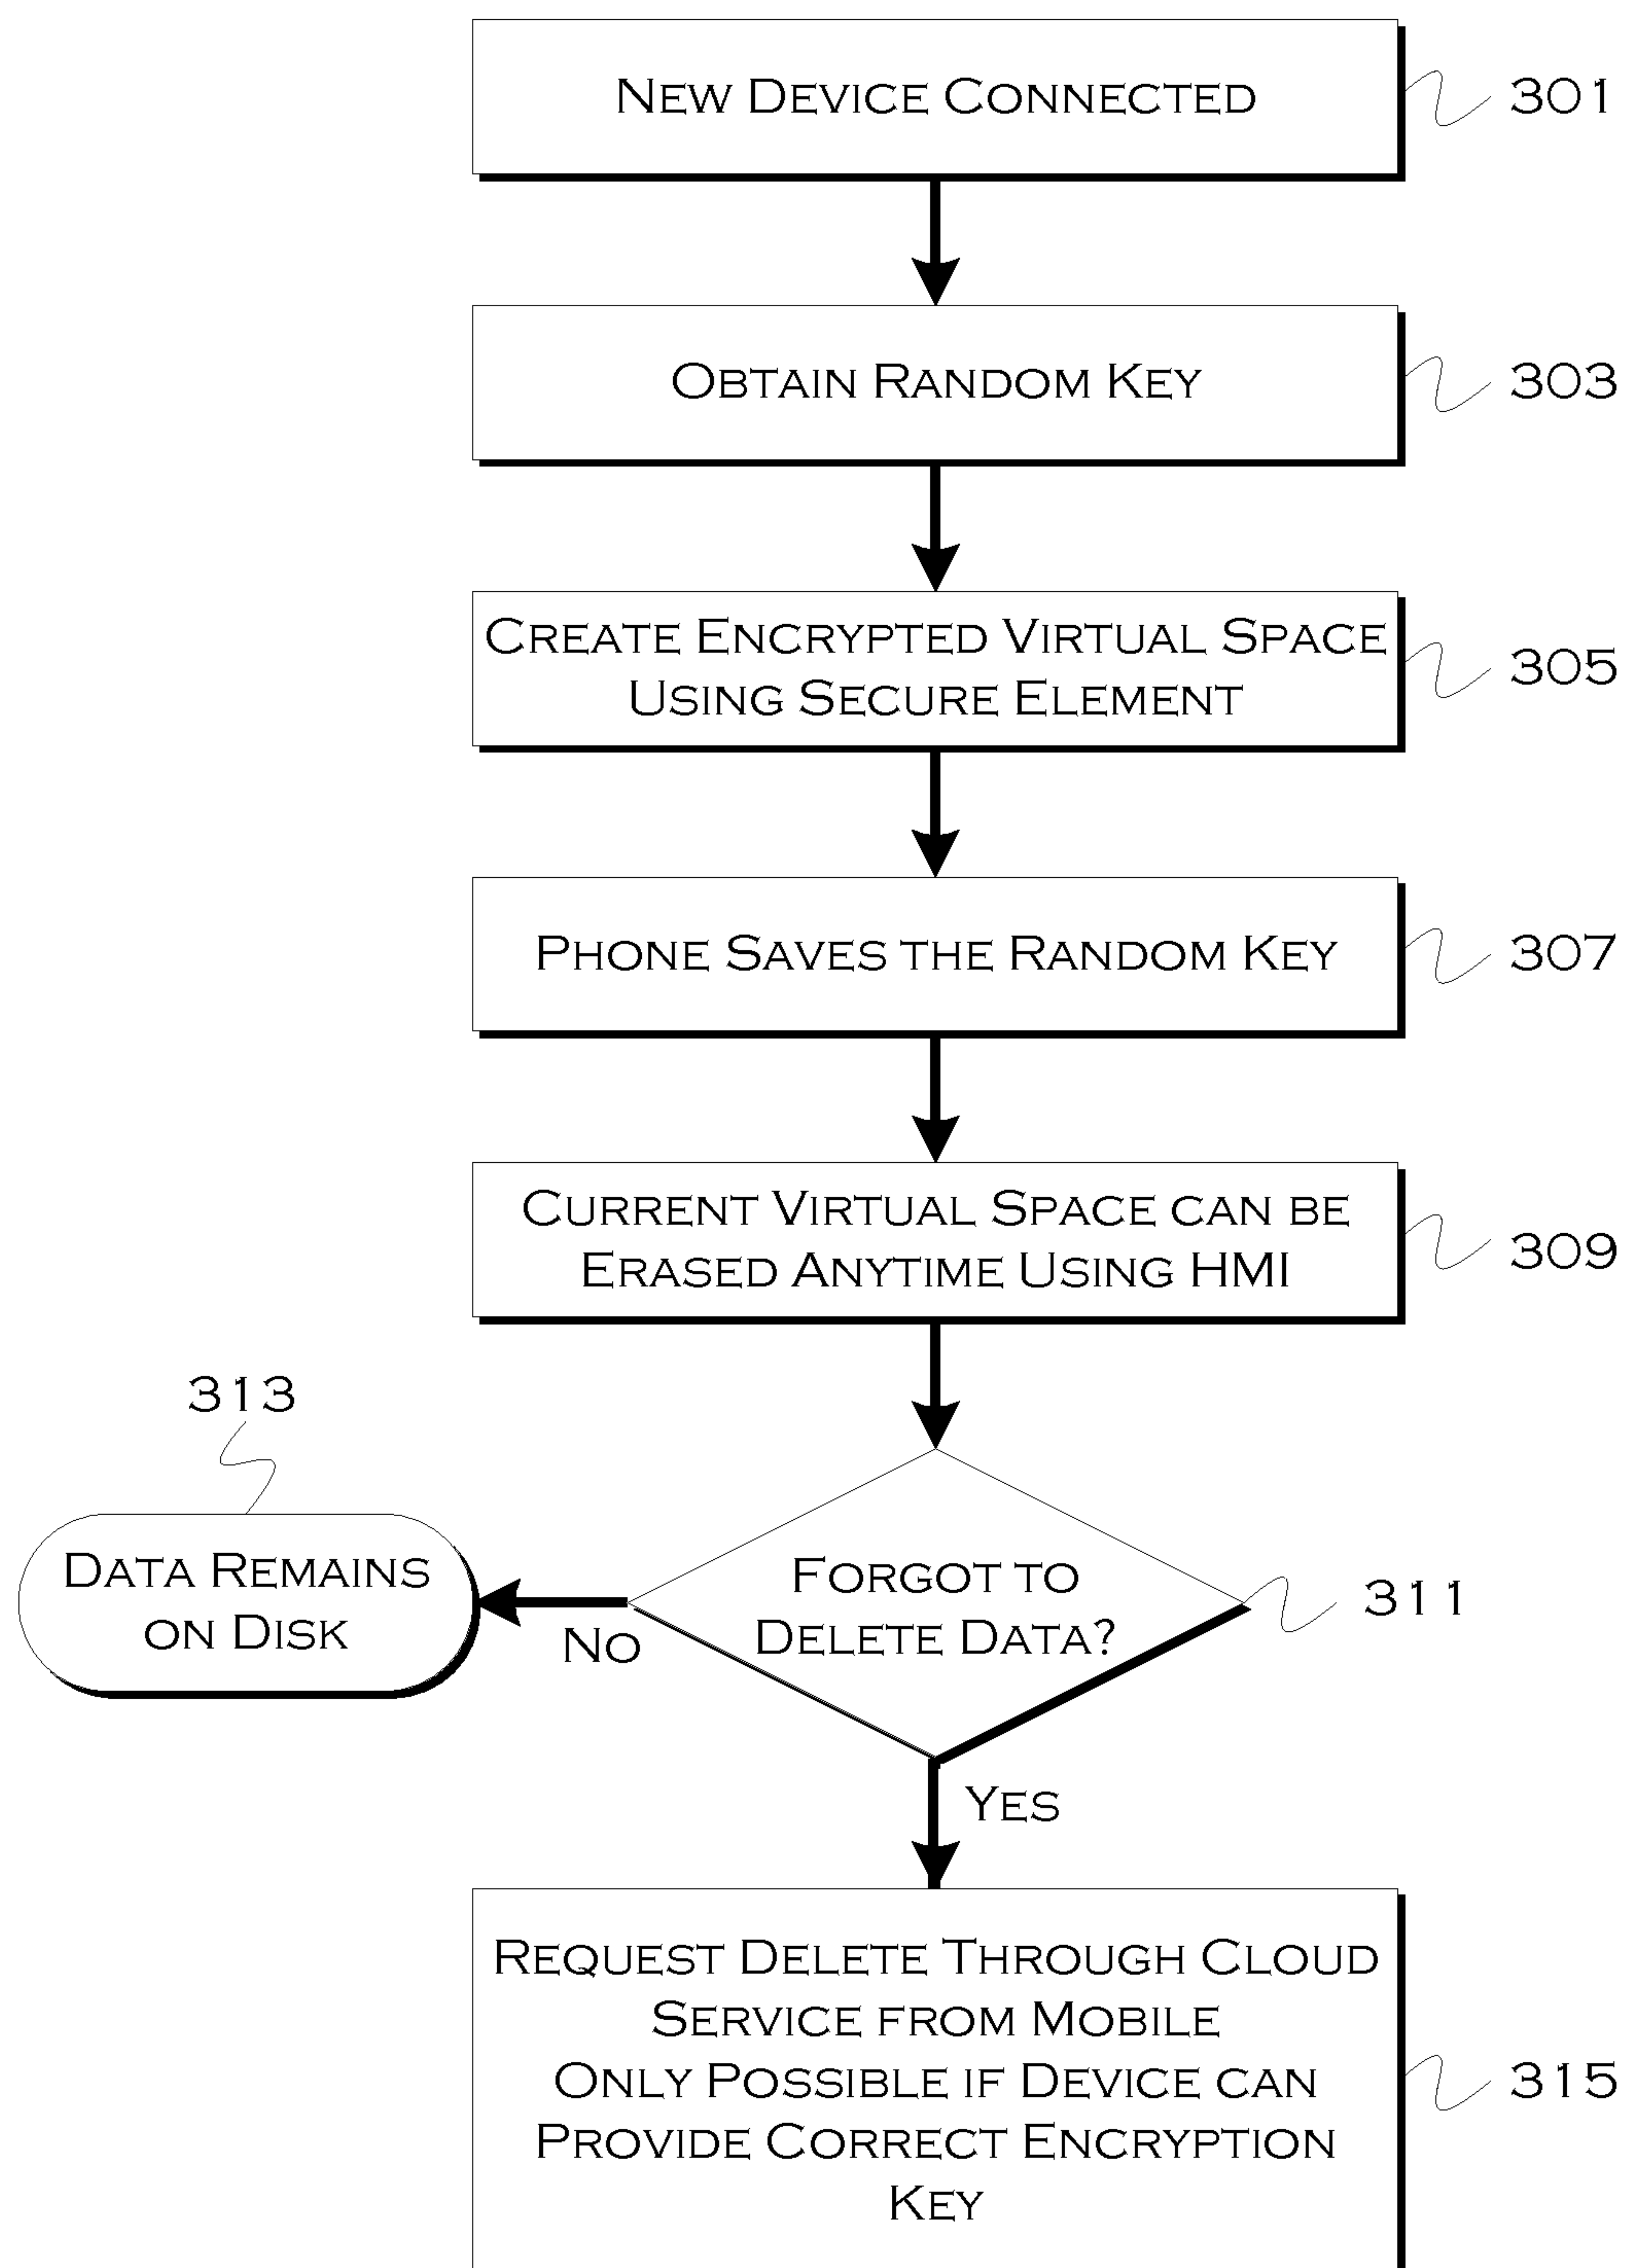 New Device Connected
301
Obtain Random Key
303
Create Encrypted Virtual Space
Using Secure Element
305
Phone Saves the Random Key
307
Current Virtual Space can be
Erased Anytime Using HMI
309
313
Data Remains
on Disk
No
Forgot to
Delete Data?
311
Yes
Request Delete Through Cloud
Service from Mobile
Only Possible if Device can
Provide Correct Encryption
Key
315